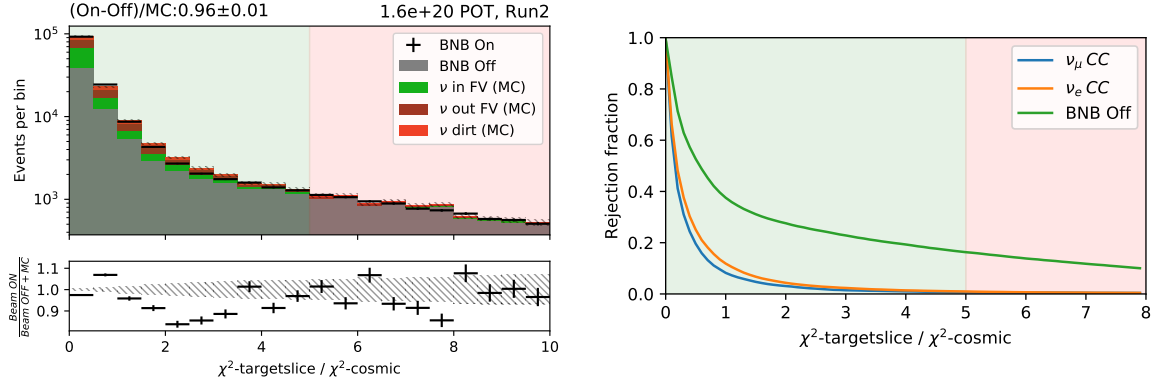 (On-Off)/MC:0.96±0.01 1.6e+20 POT, Run2
Events per bin
10^5
10^4
10^3
BNB On
BNB Off
ν in FV (MC)
ν out FV (MC)
ν dirt (MC)
Beam ON
Beam OFF + MC
1.1
1.0
0.9
0 2 4 6 8 10
χ²-targetslice / χ²-cosmic
Rejection fraction
1.0
0.8
0.6
0.4
0.2
0.0
ν_μ CC
ν_e CC
BNB Off
0 1 2 3 4 5 6 7 8
χ²-targetslice / χ²-cosmic